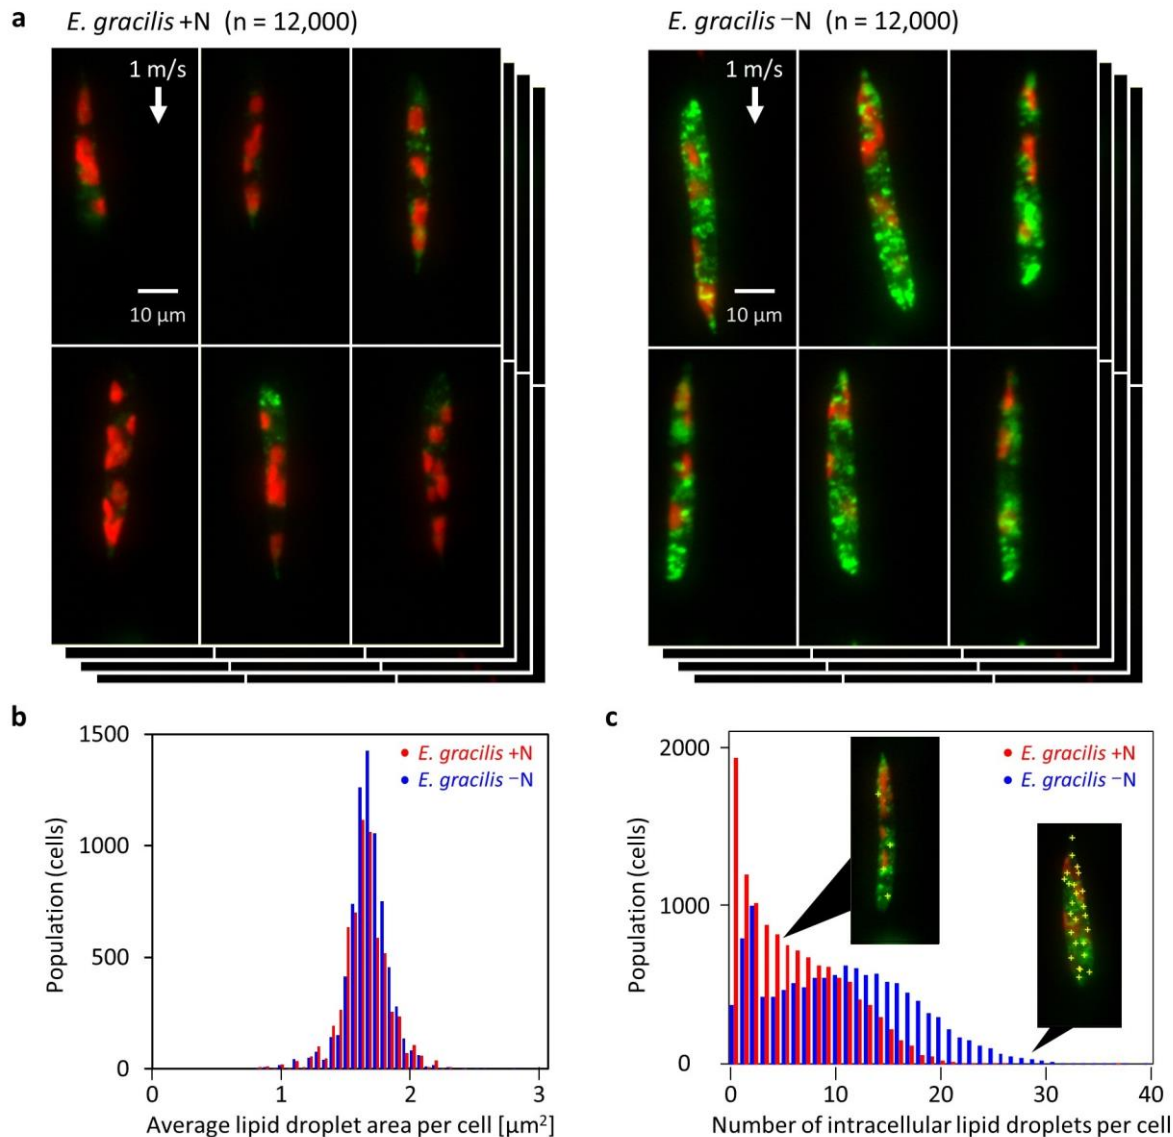 a
E. gracilis +N (n = 12,000)
E. gracilis −N (n = 12,000)
1 m/s
10 μm
1 m/s
10 μm
b
1500
1000
500
0
Population (cells)
E. gracilis +N
E. gracilis −N
0 1 2 3
Average lipid droplet area per cell [μm²]
c
2000
1000
0
Population (cells)
E. gracilis +N
E. gracilis −N
0 10 20 30 40
Number of intracellular lipid droplets per cell